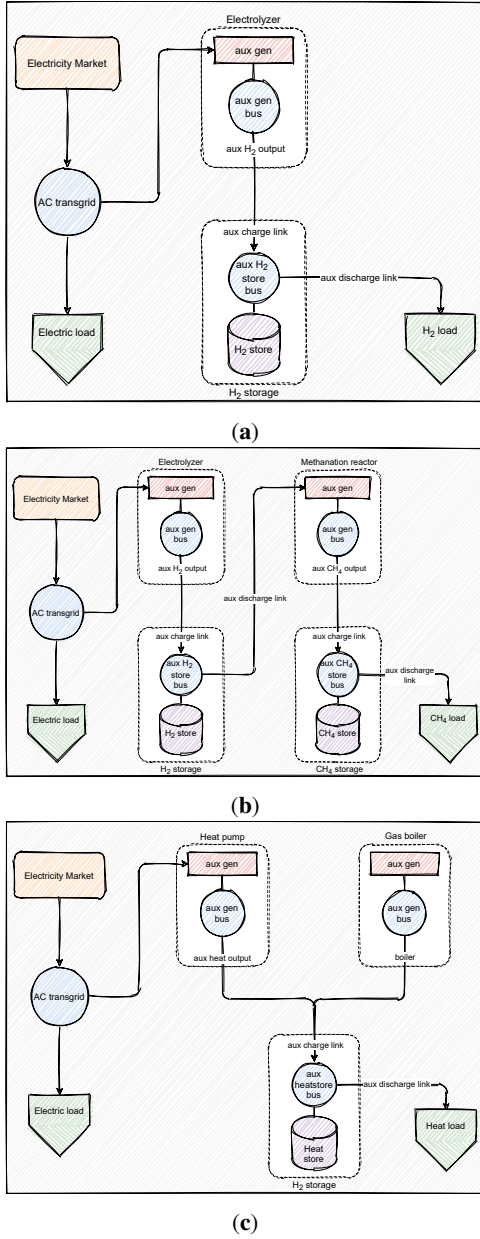 Electrolyzer
Electricity Market
aux gen
aux gen
bus
aux H₂ output
AC transgrid
aux charge link
aux H₂
store
bus
aux discharge link
Electric load
H₂ store
H₂ load
H₂ storage
(a)
Electrolyzer
Methanation reactor
Electricity Market
aux gen
aux gen
aux gen
bus
aux gen
bus
aux H₂ output
aux CH₄ output
aux discharge link
AC transgrid
aux charge link
aux charge link
aux H₂
store
bus
aux CH₄
store
bus
aux discharge
link
Electric load
H₂ store
CH₄ store
CH₄ load
H₂ storage
CH₄ storage
(b)
Heat pump
Gas boiler
Electricity Market
aux gen
aux gen
aux gen
bus
aux gen
bus
aux heat output
boiler
AC transgrid
aux charge link
aux
heatstore
bus
aux discharge link
Electric load
Heat
store
Heat load
H₂ storage
(c)